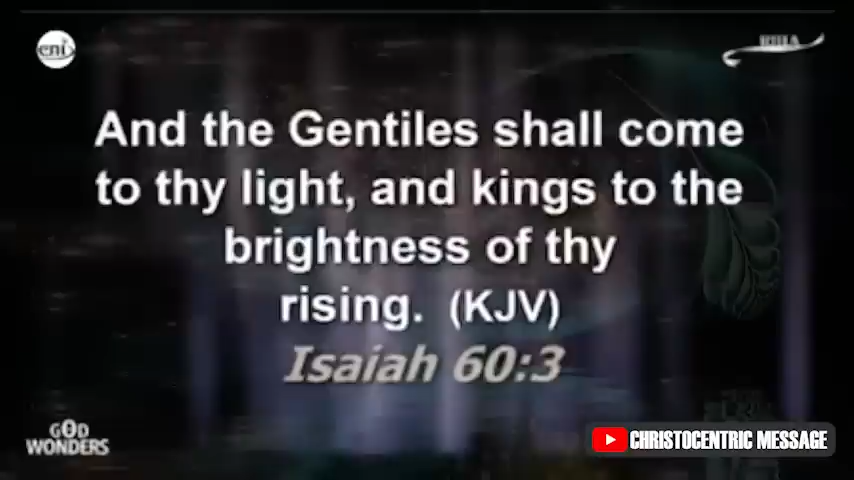 eni
And the Gentiles shall come
to thy light, and kings to the
brightness of thy
rising. (KJV)
Isaiah 60:3
GOD
WONDERS
CHRISTOCENTRIC MESSAGE